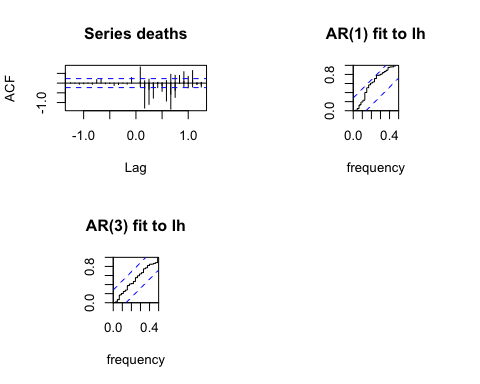 Series deaths
ACF
-1.0
-1.0 0.0 1.0
Lag
AR(1) fit to lh
0.8
0.0
0.0 0.4
frequency
AR(3) fit to lh
0.8
0.0
0.0 0.4
frequency